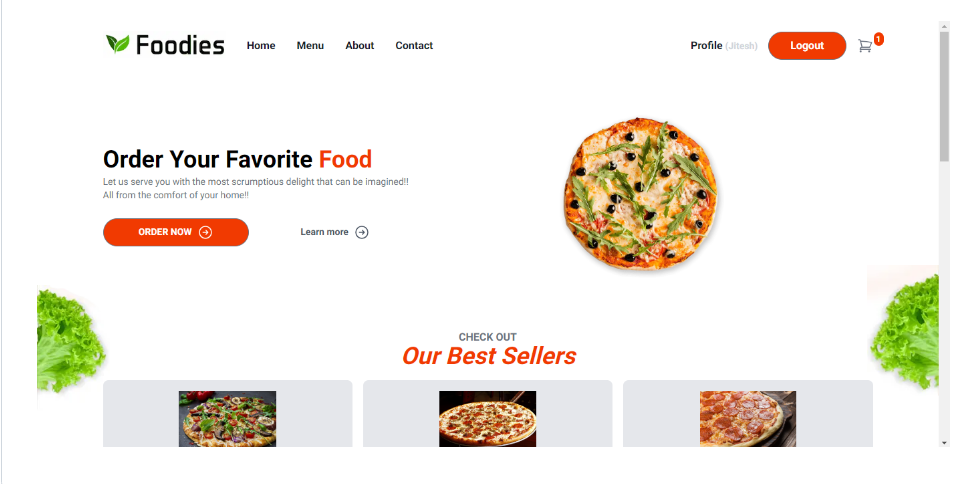 Foodies Home Menu About Contact Profile (Jitesh) Logout 1
Order Your Favorite Food
Let us serve you with the most scrumptious delight that can be imagined!!
All from the comfort of your home!!
ORDER NOW Learn more
CHECK OUT
Our Best Sellers